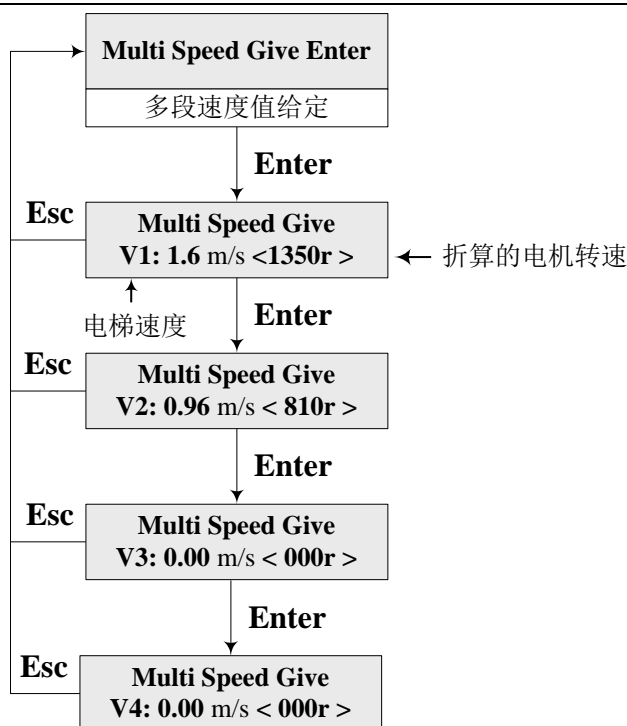 Multi Speed Give Enter
多段速度值给定
Enter
Esc
Multi Speed Give
V1: 1.6 m/s <1350r >
折算的电机转速
电梯速度
Enter
Esc
Multi Speed Give
V2: 0.96 m/s < 810r >
Enter
Esc
Multi Speed Give
V3: 0.00 m/s < 000r >
Enter
Esc
Multi Speed Give
V4: 0.00 m/s < 000r >